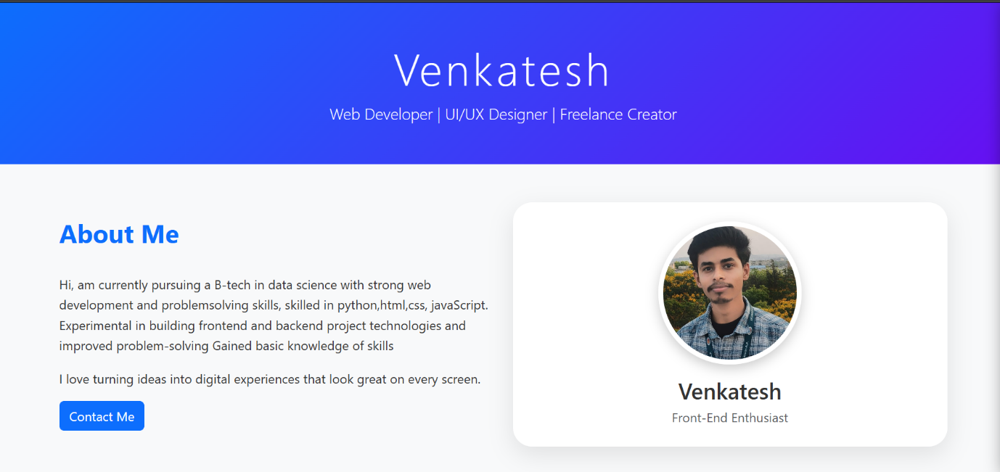 Venkatesh
Web Developer | UI/UX Designer | Freelance Creator
About Me
Hi, am currently pursuing a B-tech in data science with strong web
development and problemsolving skills, skilled in python,html,css, javaScript.
Experimental in building frontend and backend project technologies and
improved problem-solving Gained basic knowledge of skills
I love turning ideas into digital experiences that look great on every screen.
Contact Me
Venkatesh
Front-End Enthusiast